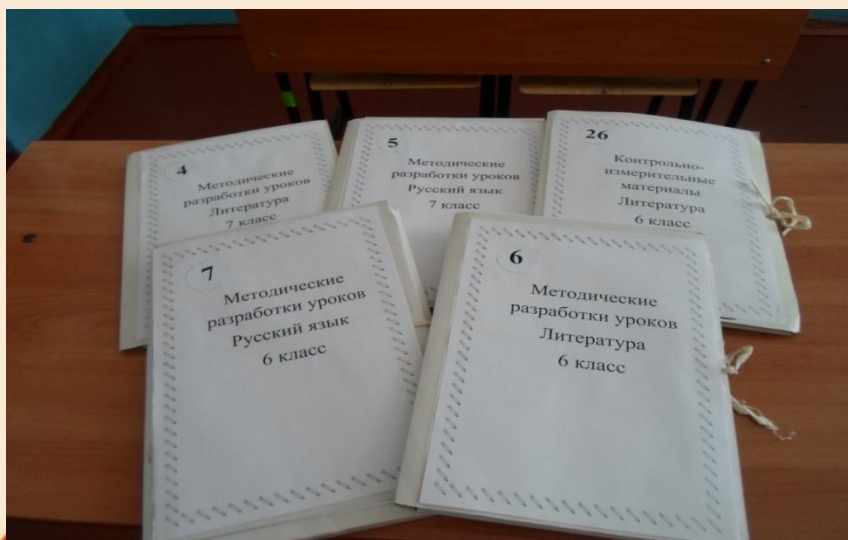 4
Методические
разработки уроков
Литература
7 класс
5
Методические
разработки уроков
Русский язык
7 класс
26
Контрольно-
измерительные
материалы
Литература
6 класс
7
Методические
разработки уроков
Русский язык
6 класс
6
Методические
разработки уроков
Литература
6 класс